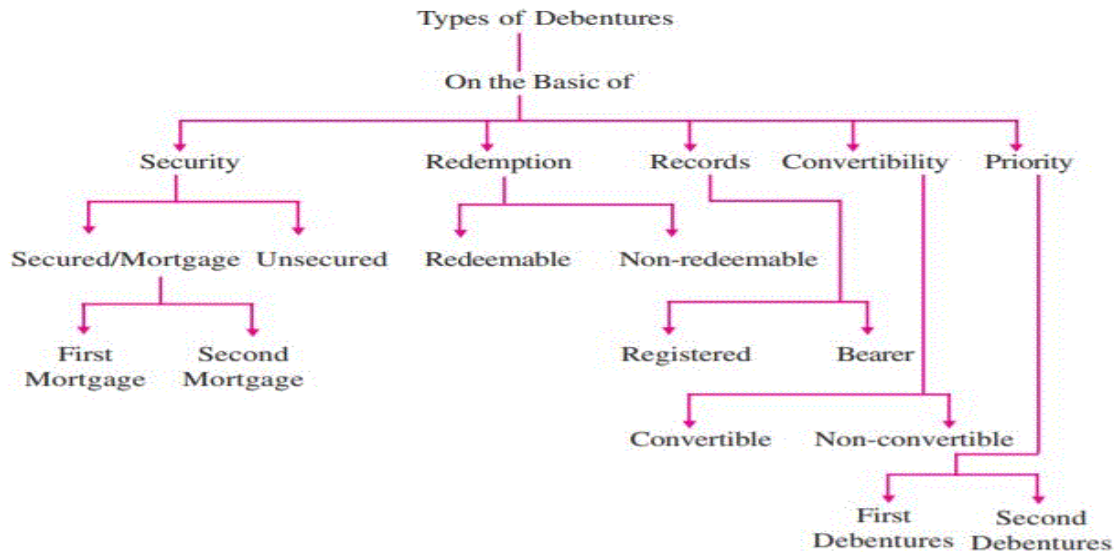 Types of Debentures
On the Basic of
Security Redemption Records Convertibility Priority
Secured/Mortgage Unsecured Redeemable Non-redeemable
First Second Registered Bearer
Mortgage Mortgage
Convertible Non-convertible
First Second
Debentures Debentures